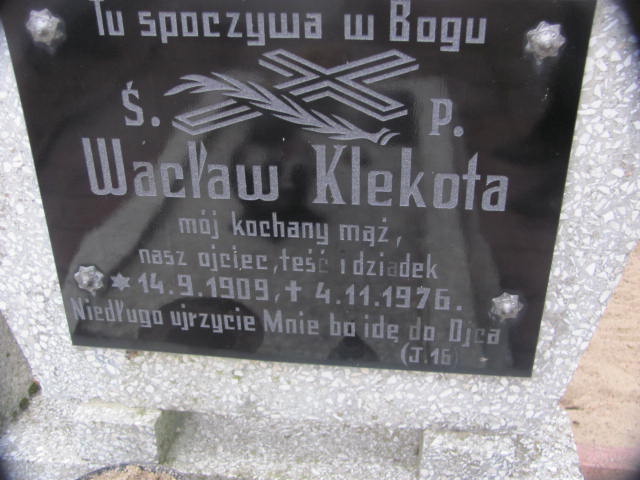 Tu spoczywa w Bogu
Ś. P.
Wacław Klekota
mój kochany mąż,
nasz ojciec, teść i dziadek
* 14.9.1909, ✝ 4.11.1976.
Niedługo ujrzycie Mnie bo idę do Ojca
(J.16)